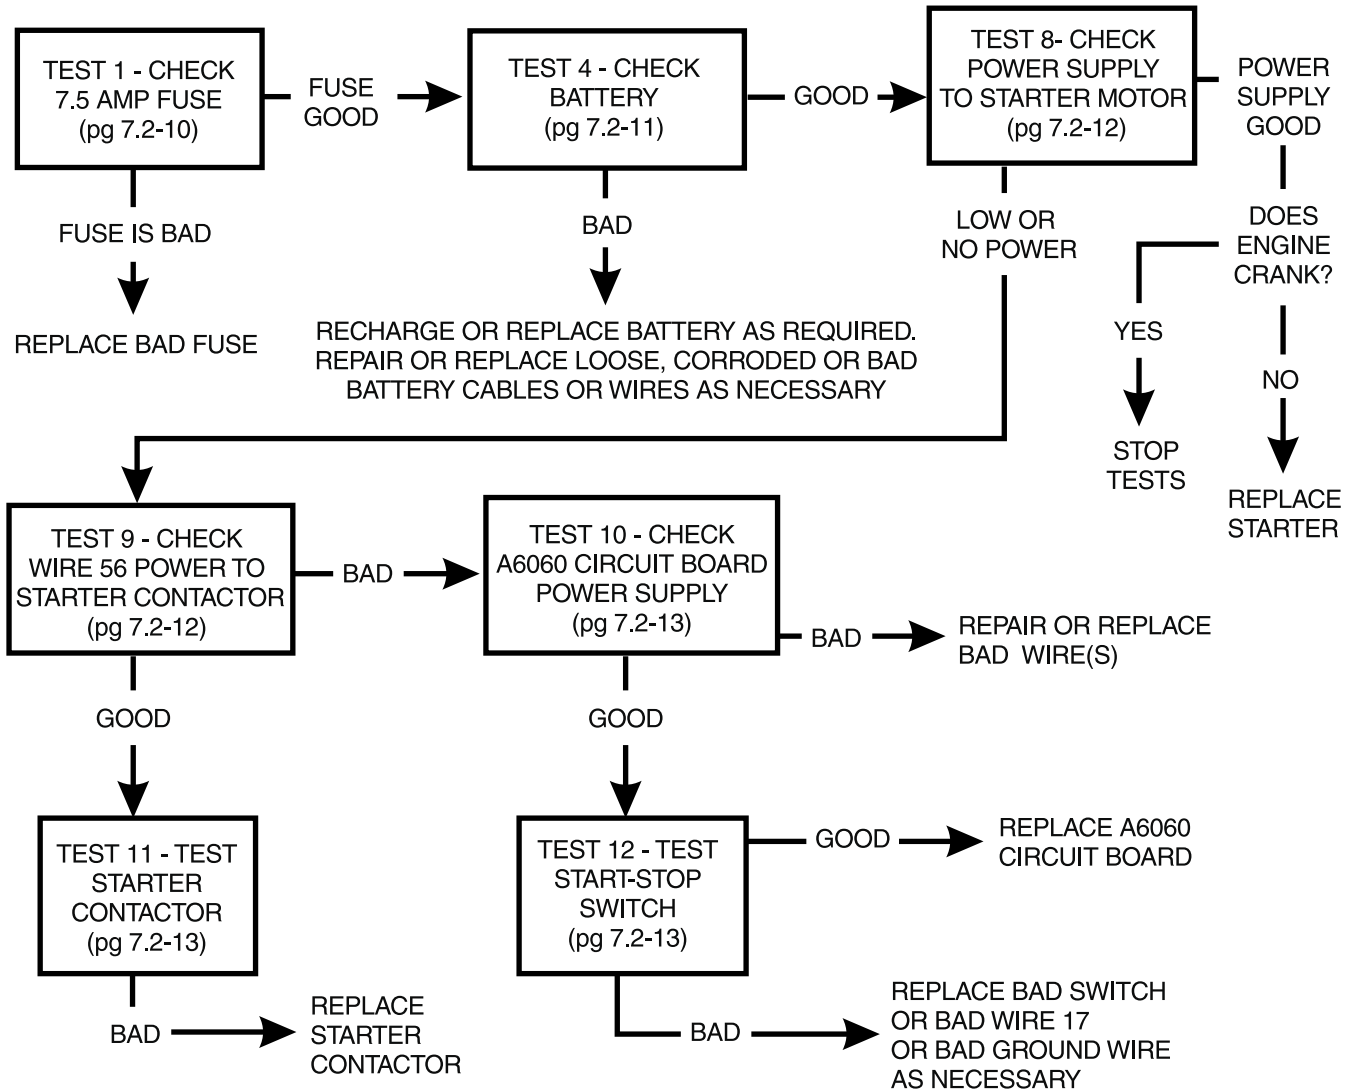 TEST 1 - CHECK
7.5 AMP FUSE
(pg 7.2-10)
FUSE
GOOD
TEST 4 - CHECK
BATTERY
(pg 7.2-11)
GOOD
TEST 8- CHECK
POWER SUPPLY
TO STARTER MOTOR
(pg 7.2-12)
POWER
SUPPLY
GOOD
FUSE IS BAD
REPLACE BAD FUSE
BAD
RECHARGE OR REPLACE BATTERY AS REQUIRED.
REPAIR OR REPLACE LOOSE, CORRODED OR BAD
BATTERY CABLES OR WIRES AS NECESSARY
LOW OR
NO POWER
DOES
ENGINE
CRANK?
YES
STOP
TESTS
NO
REPLACE
STARTER
TEST 9 - CHECK
WIRE 56 POWER TO
STARTER CONTACTOR
(pg 7.2-12)
BAD
TEST 10 - CHECK
A6060 CIRCUIT BOARD
POWER SUPPLY
(pg 7.2-13)
BAD
REPAIR OR REPLACE
BAD WIRE(S)
GOOD
GOOD
TEST 11 - TEST
STARTER
CONTACTOR
(pg 7.2-13)
TEST 12 - TEST
START-STOP
SWITCH
(pg 7.2-13)
GOOD
REPLACE A6060
CIRCUIT BOARD
BAD
REPLACE
STARTER
CONTACTOR
BAD
REPLACE BAD SWITCH
OR BAD WIRE 17
OR BAD GROUND WIRE
AS NECESSARY